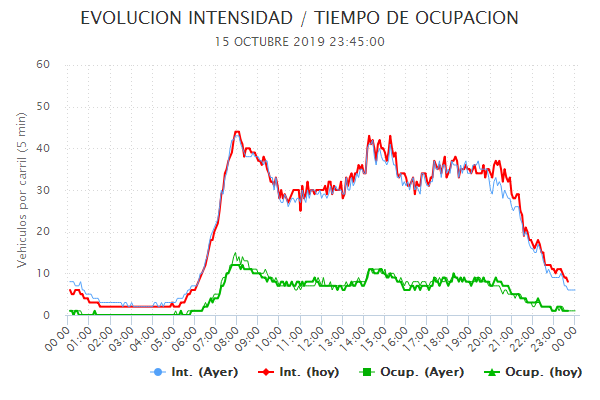 EVOLUCION INTENSIDAD / TIEMPO DE OCUPACION
15 OCTUBRE 2019 23:45:00
Vehiculos por carril (5 min)
60
50
40
30
20
10
0
00:00 01:00 02:00 03:00 04:00 05:00 06:00 07:00 08:00 09:00 10:00 11:00 12:00 13:00 14:00 15:00 16:00 17:00 18:00 19:00 20:00 21:00 22:00 23:00 00:00
Int. (Ayer) Int. (hoy) Ocup. (Ayer) Ocup. (hoy)